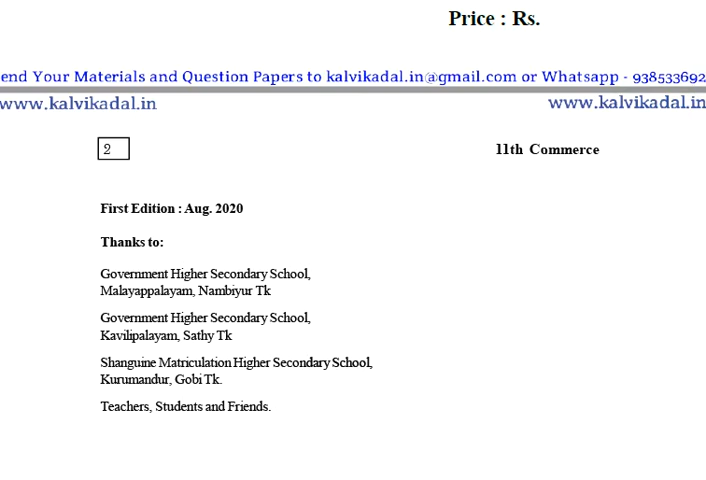 Price : Rs.
end Your Materials and Question Papers to kalvikadal.in@gmail.com or Whatsapp - 938533692
www.kalvikadal.in www.kalvikadal.in
2 11th Commerce
First Edition : Aug. 2020
Thanks to:
Government Higher Secondary School,
Malayappalayam, Nambiyur Tk
Government Higher Secondary School,
Kavilipalayam, Sathy Tk
Shanguine Matriculation Higher Secondary School,
Kurumandur, Gobi Tk.
Teachers, Students and Friends.